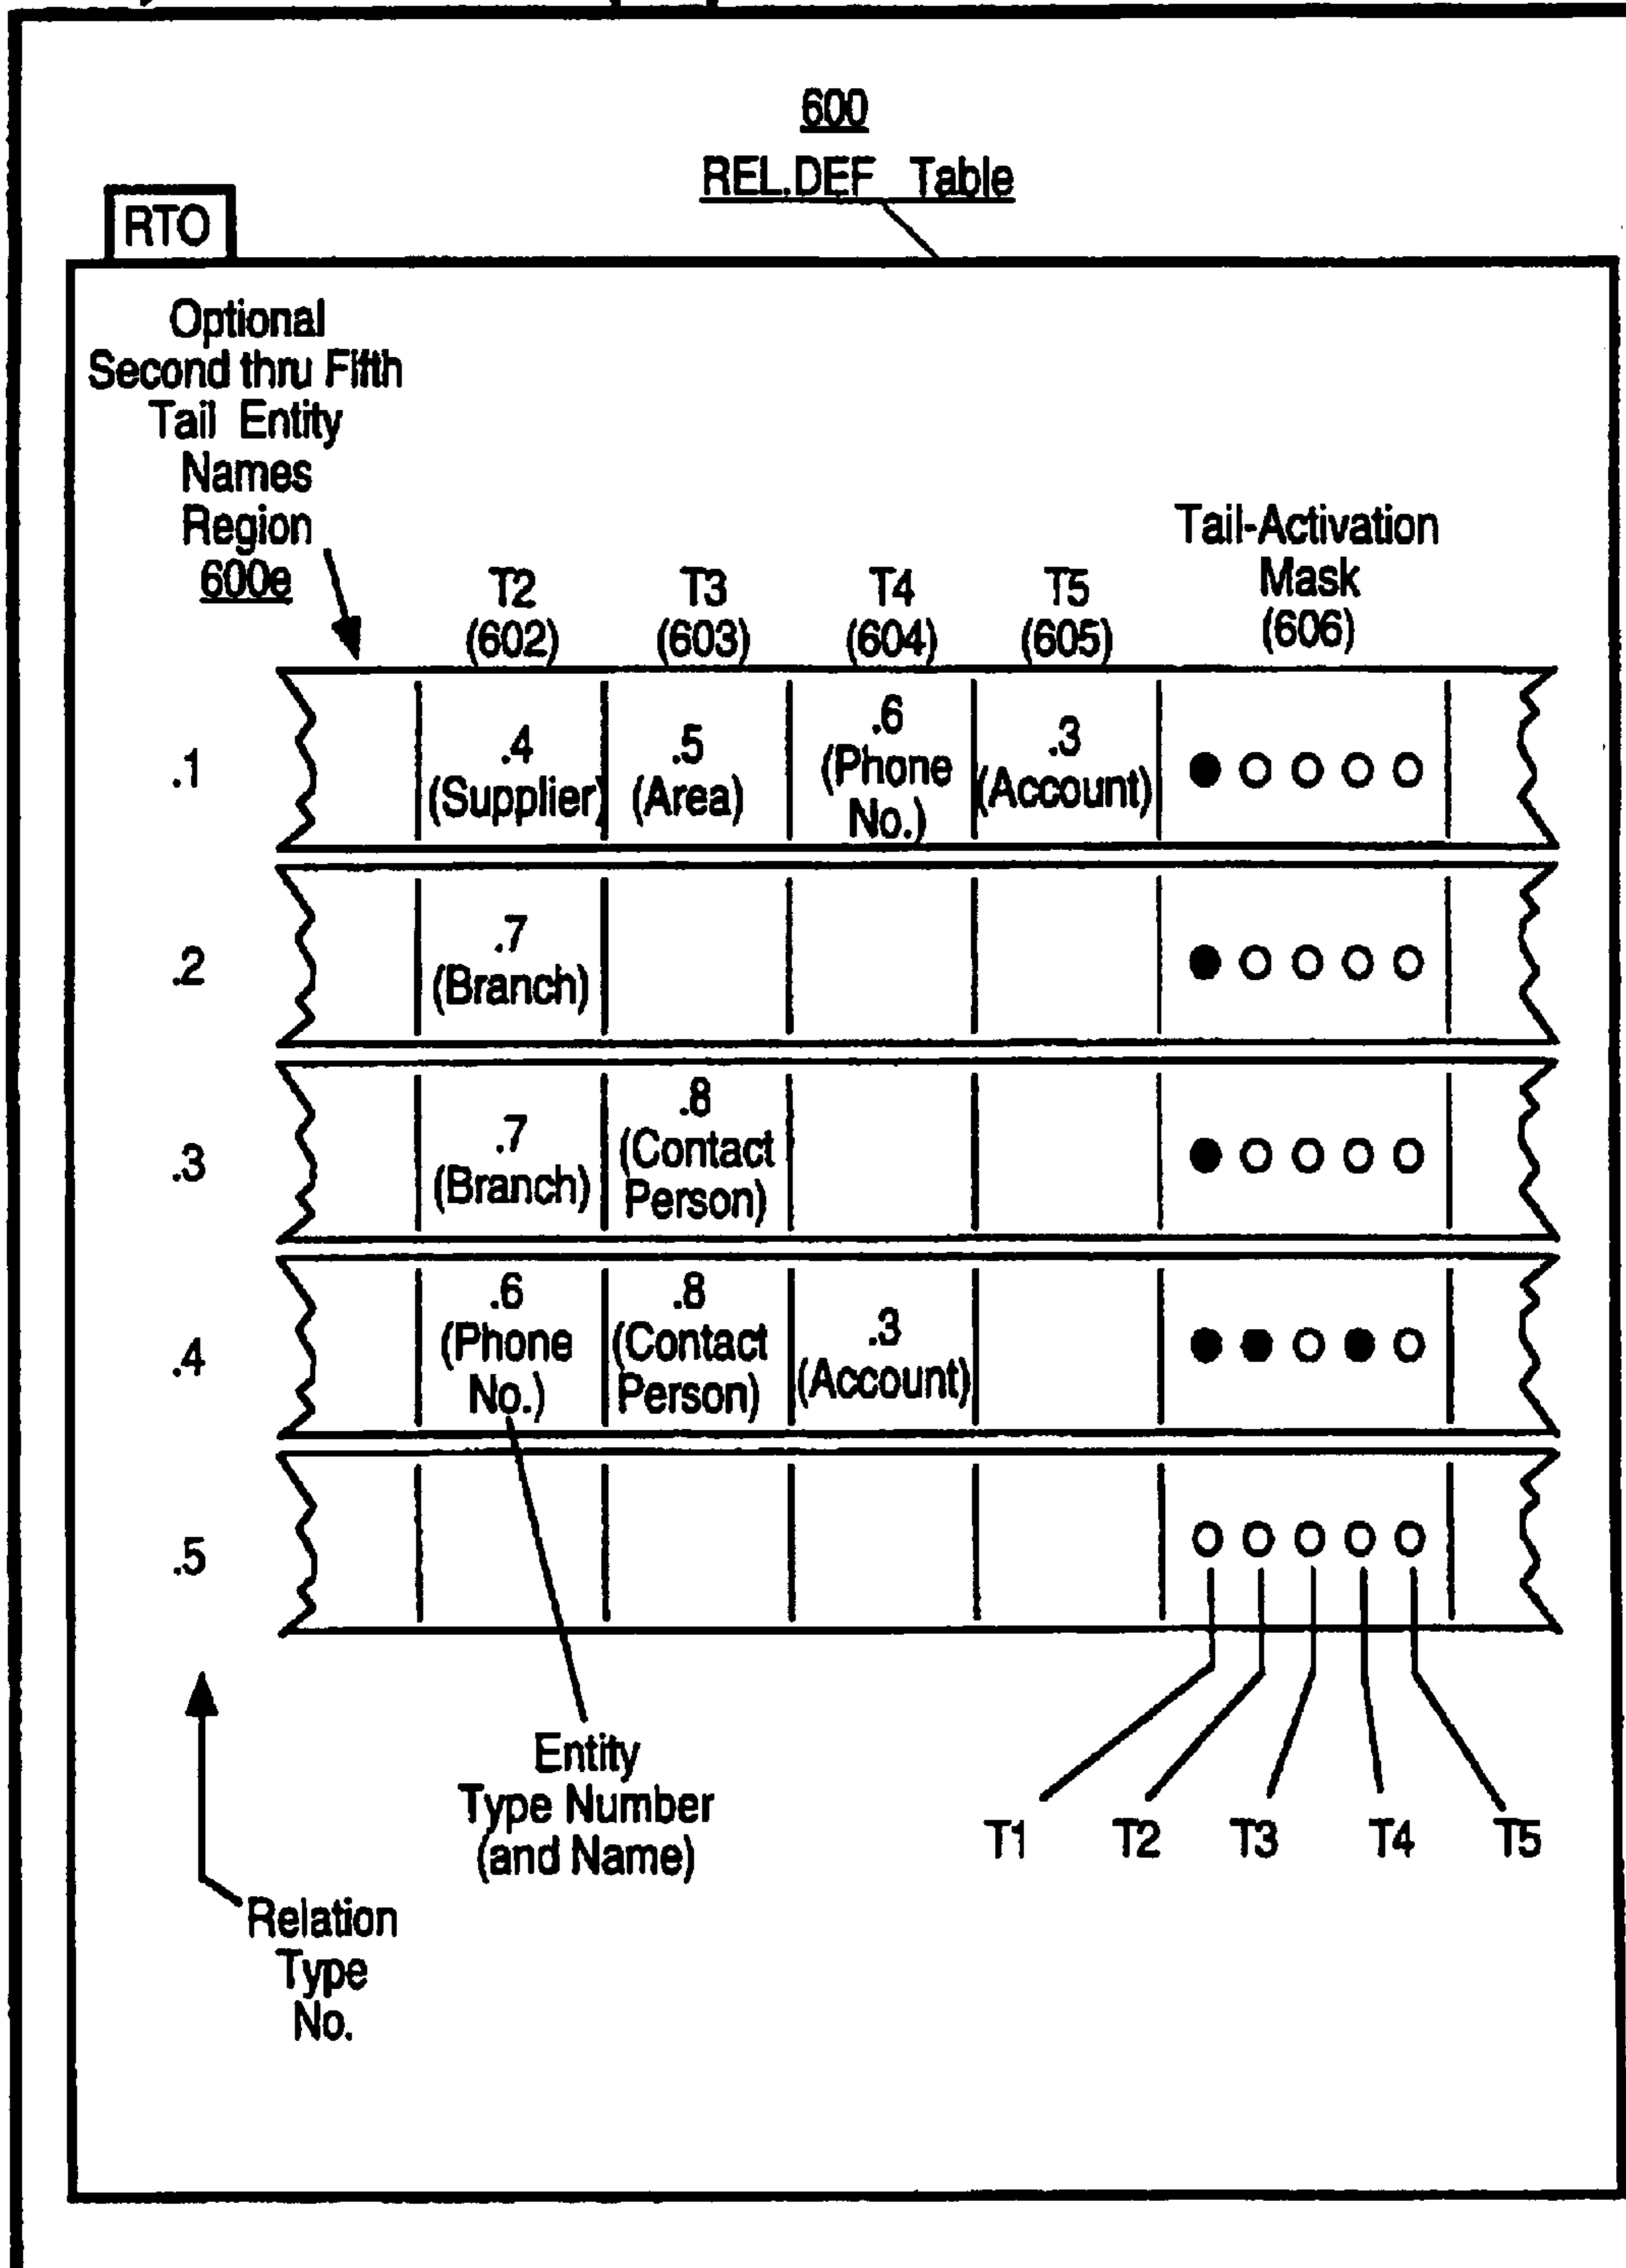 600
REL.DEF Table
RTO
Optional
Second thru Fifth
Tail Entity
Names
Region
600e
T2
(602)
T3
(603)
T4
(604)
T5
(605)
Tail-Activation
Mask
(606)
.1
.4
(Supplier)
.5
(Area)
.6
(Phone
No.)
.3
(Account)
.2
.7
(Branch)
.3
.7
(Branch)
.8
(Contact
Person)
.4
.6
(Phone
No.)
.8
(Contact
Person)
.3
(Account)
.5
Entity
Type Number
(and Name)
T1
T2
T3
T4
T5
Relation
Type
No.